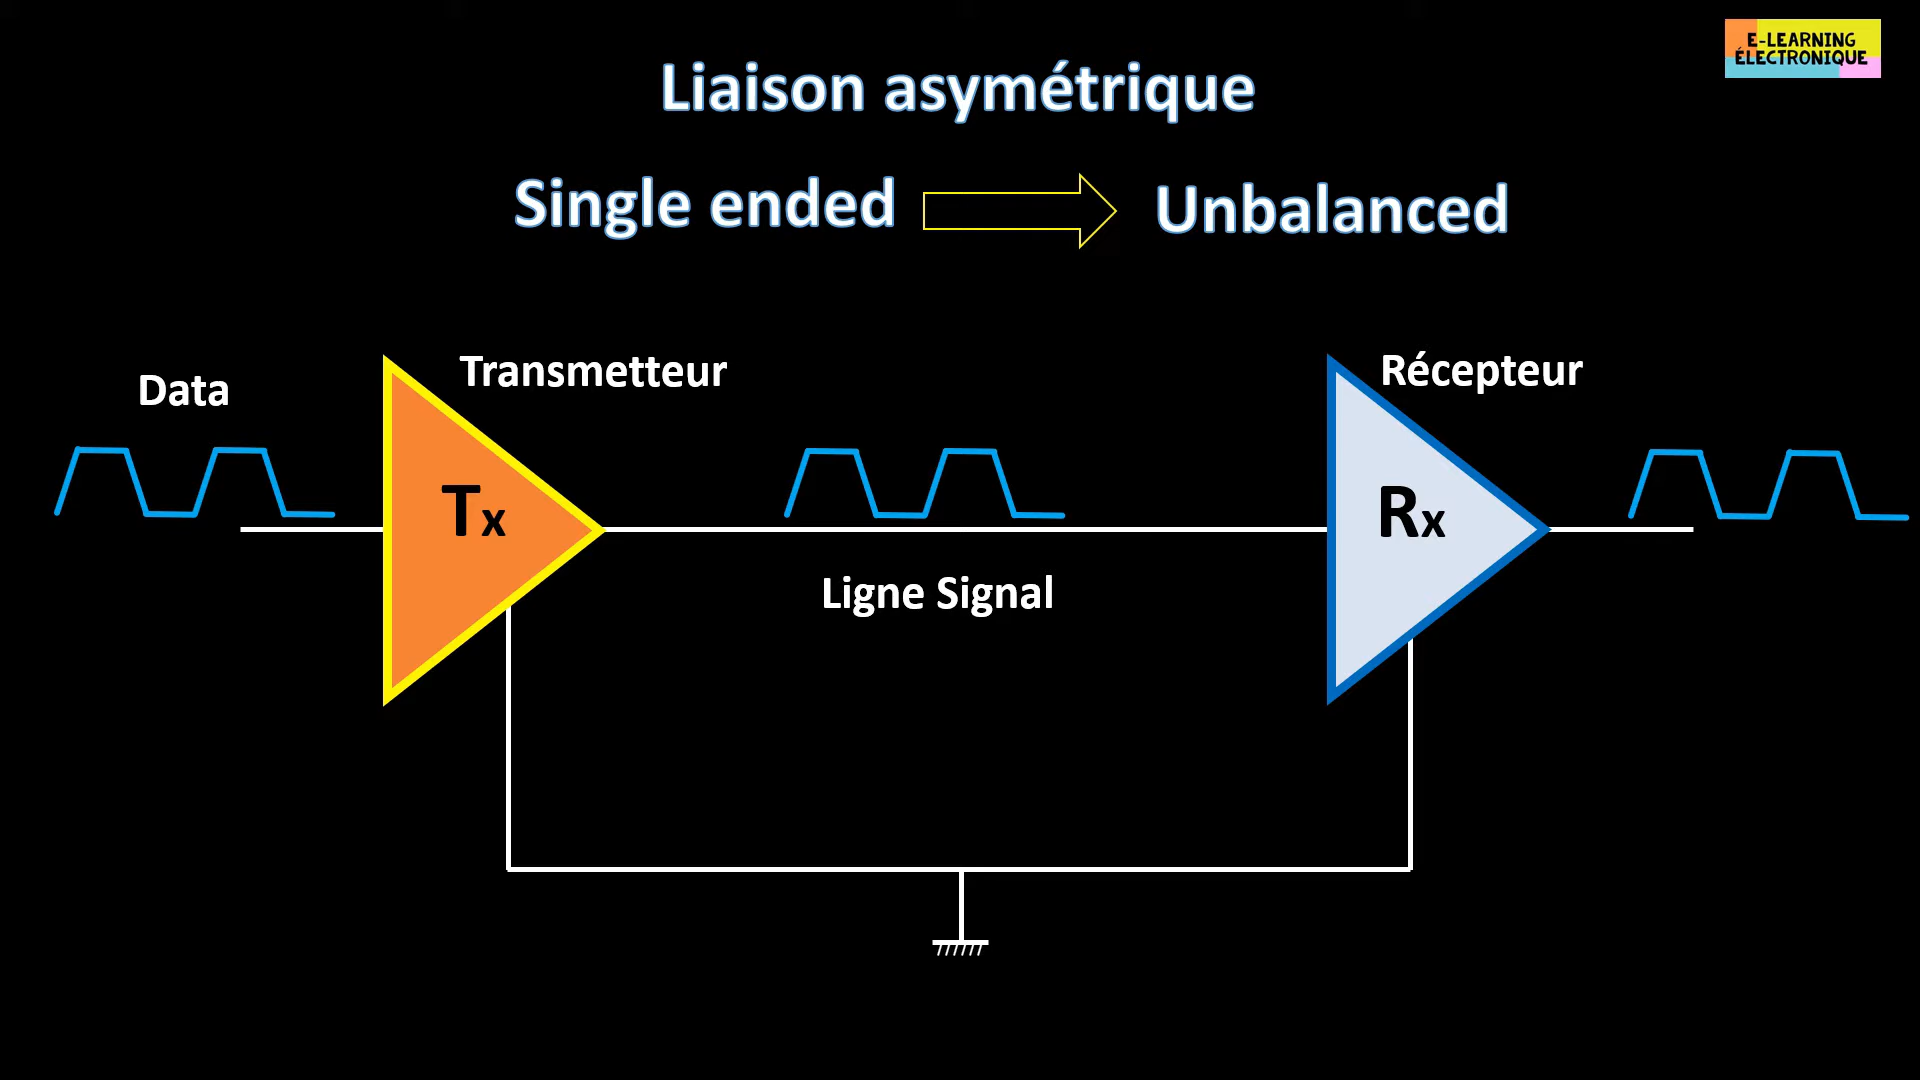 E-LEARNING
ÉLECTRONIQUE
Liaison asymétrique
Single ended
Unbalanced
Data
Transmetteur
Récepteur
Tx
Rx
Ligne Signal